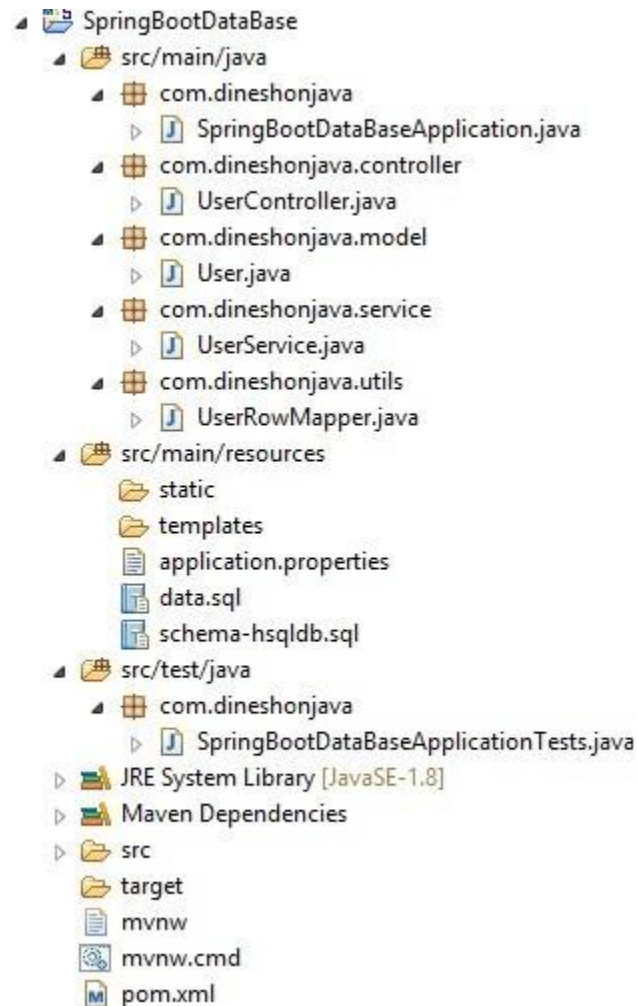 SpringBootDataBase
src/main/java
com.dineshonjava
SpringBootDataBaseApplication.java
com.dineshonjava.controller
UserController.java
com.dineshonjava.model
User.java
com.dineshonjava.service
UserService.java
com.dineshonjava.utils
UserRowMapper.java
src/main/resources
static
templates
application.properties
data.sql
schema-hsqldb.sql
src/test/java
com.dineshonjava
SpringBootDataBaseApplicationTests.java
JRE System Library [JavaSE-1.8]
Maven Dependencies
src
target
mvnw
mvnw.cmd
pom.xml